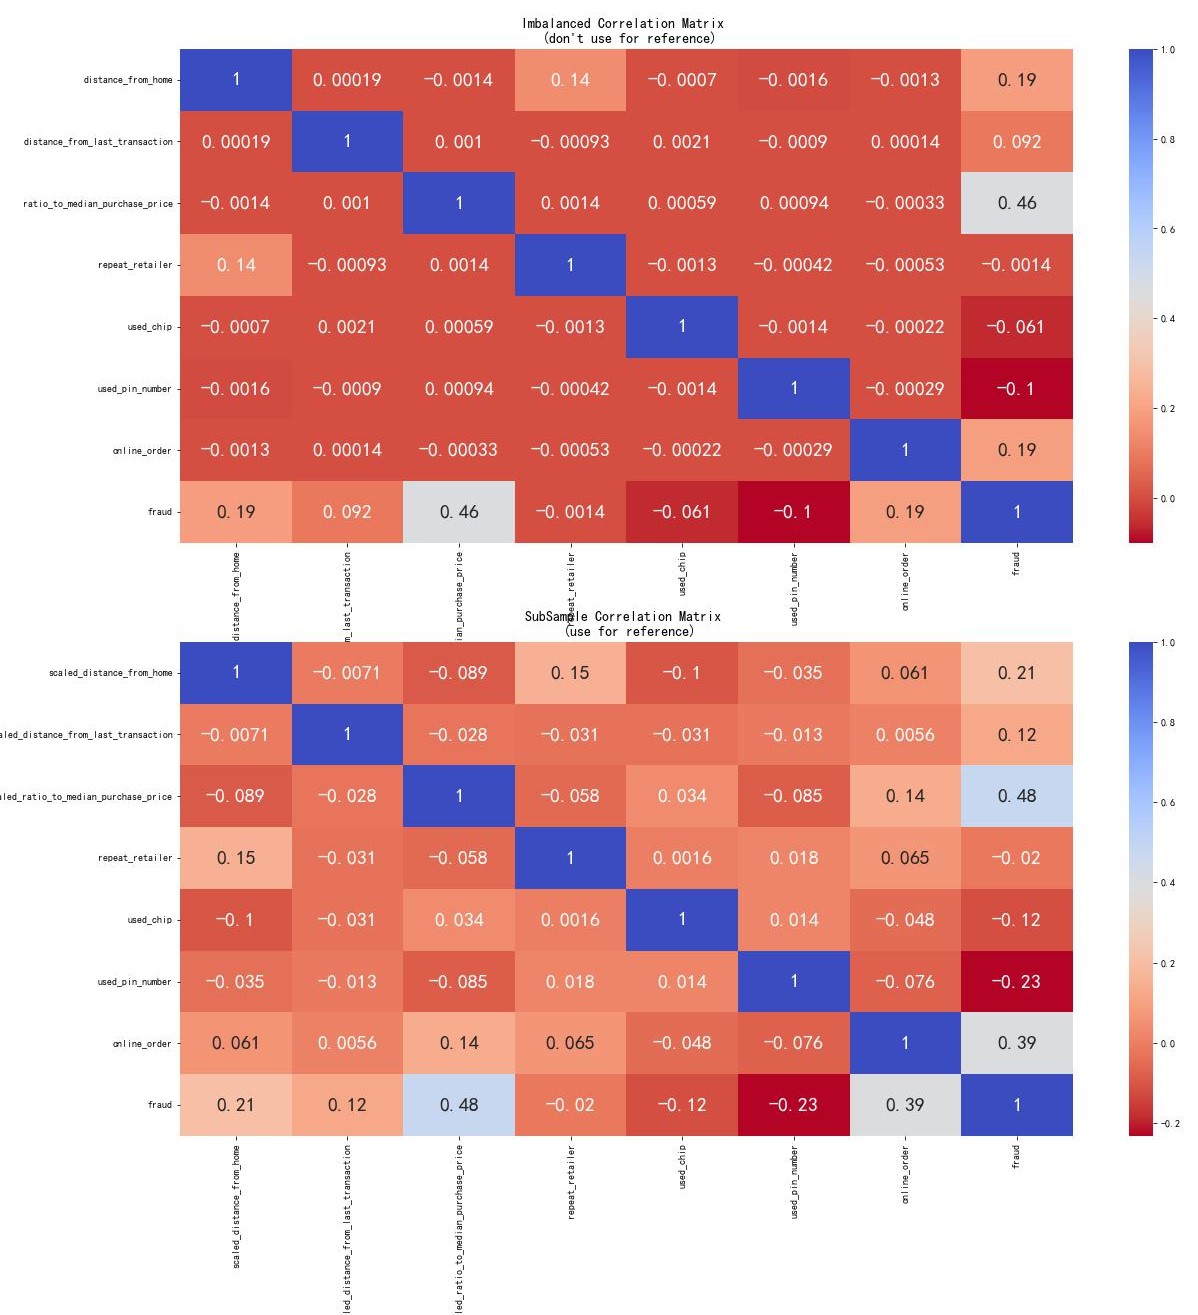 Imbalanced Correlation Matrix
(don't use for reference)
distance_from_home 1 0.00019 −0.0014 0.14 −0.0007 −0.0016 −0.0013 0.19
distance_from_last_transaction 0.00019 1 0.001 −0.00093 0.0021 −0.0009 0.00014 0.092
ratio_to_median_purchase_price −0.0014 0.001 1 0.0014 0.00059 0.00094 −0.00033 0.46
repeat_retailer 0.14 −0.00093 0.0014 1 −0.0013 −0.00042 −0.00053 −0.0014
used_chip −0.0007 0.0021 0.00059 −0.0013 1 −0.0014 −0.00022 −0.061
used_pin_number −0.0016 −0.0009 0.00094 −0.00042 −0.0014 1 −0.00029 −0.1
online_order −0.0013 0.00014 −0.00033 −0.00053 −0.00022 −0.00029 1 0.19
fraud 0.19 0.092 0.46 −0.0014 −0.061 −0.1 0.19 1
distance_from_home
m_last_transaction
ian_purchase_price
repeat_retailer
used_chip
used_pin_number
online_order
fraud
1.0
0.8
0.6
0.4
0.2
0.0
SubSample Correlation Matrix
(use for reference)
scaled_distance_from_home 1 −0.0071 −0.089 0.15 −0.1 −0.035 0.061 0.21
aled_distance_from_last_transaction −0.0071 1 −0.028 −0.031 −0.031 −0.013 0.0056 0.12
led_ratio_to_median_purchase_price −0.089 −0.028 1 −0.058 0.034 −0.085 0.14 0.48
repeat_retailer 0.15 −0.031 −0.058 1 0.0016 0.018 0.065 −0.02
used_chip −0.1 −0.031 0.034 0.0016 1 0.014 −0.048 −0.12
used_pin_number −0.035 −0.013 −0.085 0.018 0.014 1 −0.076 −0.23
online_order 0.061 0.0056 0.14 0.065 −0.048 −0.076 1 0.39
fraud 0.21 0.12 0.48 −0.02 −0.12 −0.23 0.39 1
scaled_distance_from_home
led_distance_from_last_transaction
led_ratio_to_median_purchase_price
repeat_retailer
used_chip
used_pin_number
online_order
fraud
1.0
0.8
0.6
0.4
0.2
0.0
−0.2